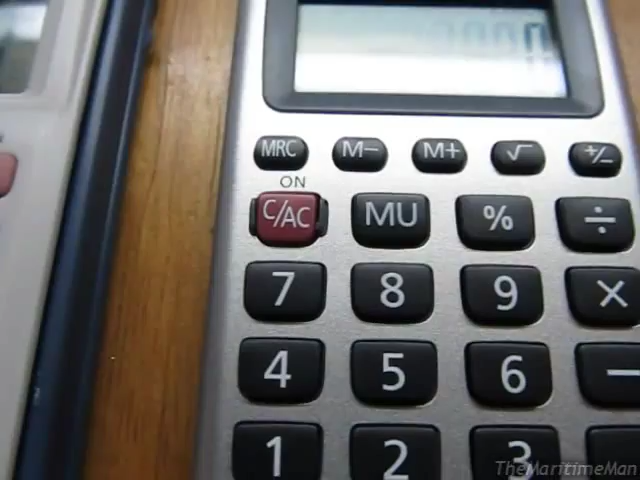 MRC M− M+ √ +/−
ON
C/AC MU % ÷
7 8 9 ×
4 5 6 −
1 2 3
TheMaritimeMan